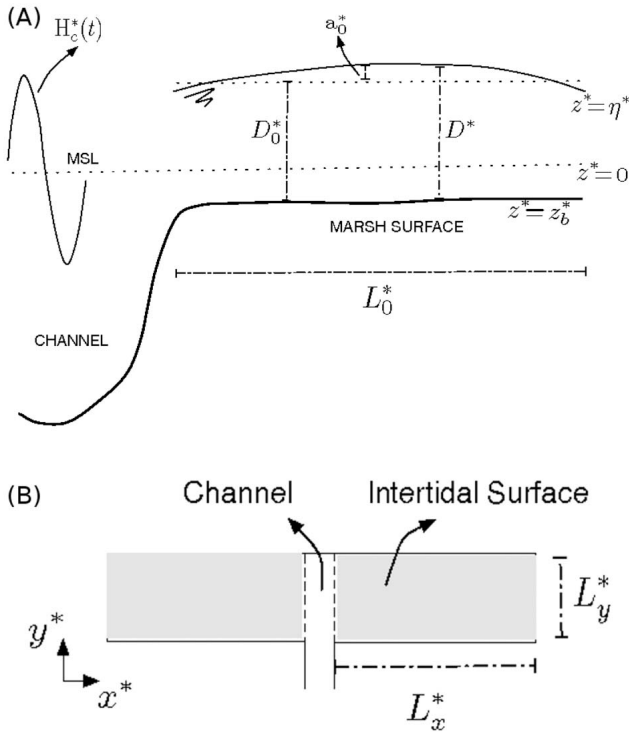 (A)
H*c(t)
a*0
z*=η*
D*0
D*
MSL
z*=0
z*=z*b
MARSH SURFACE
L*0
CHANNEL
(B)
Channel
Intertidal Surface
L*y
y*
x*
L*x